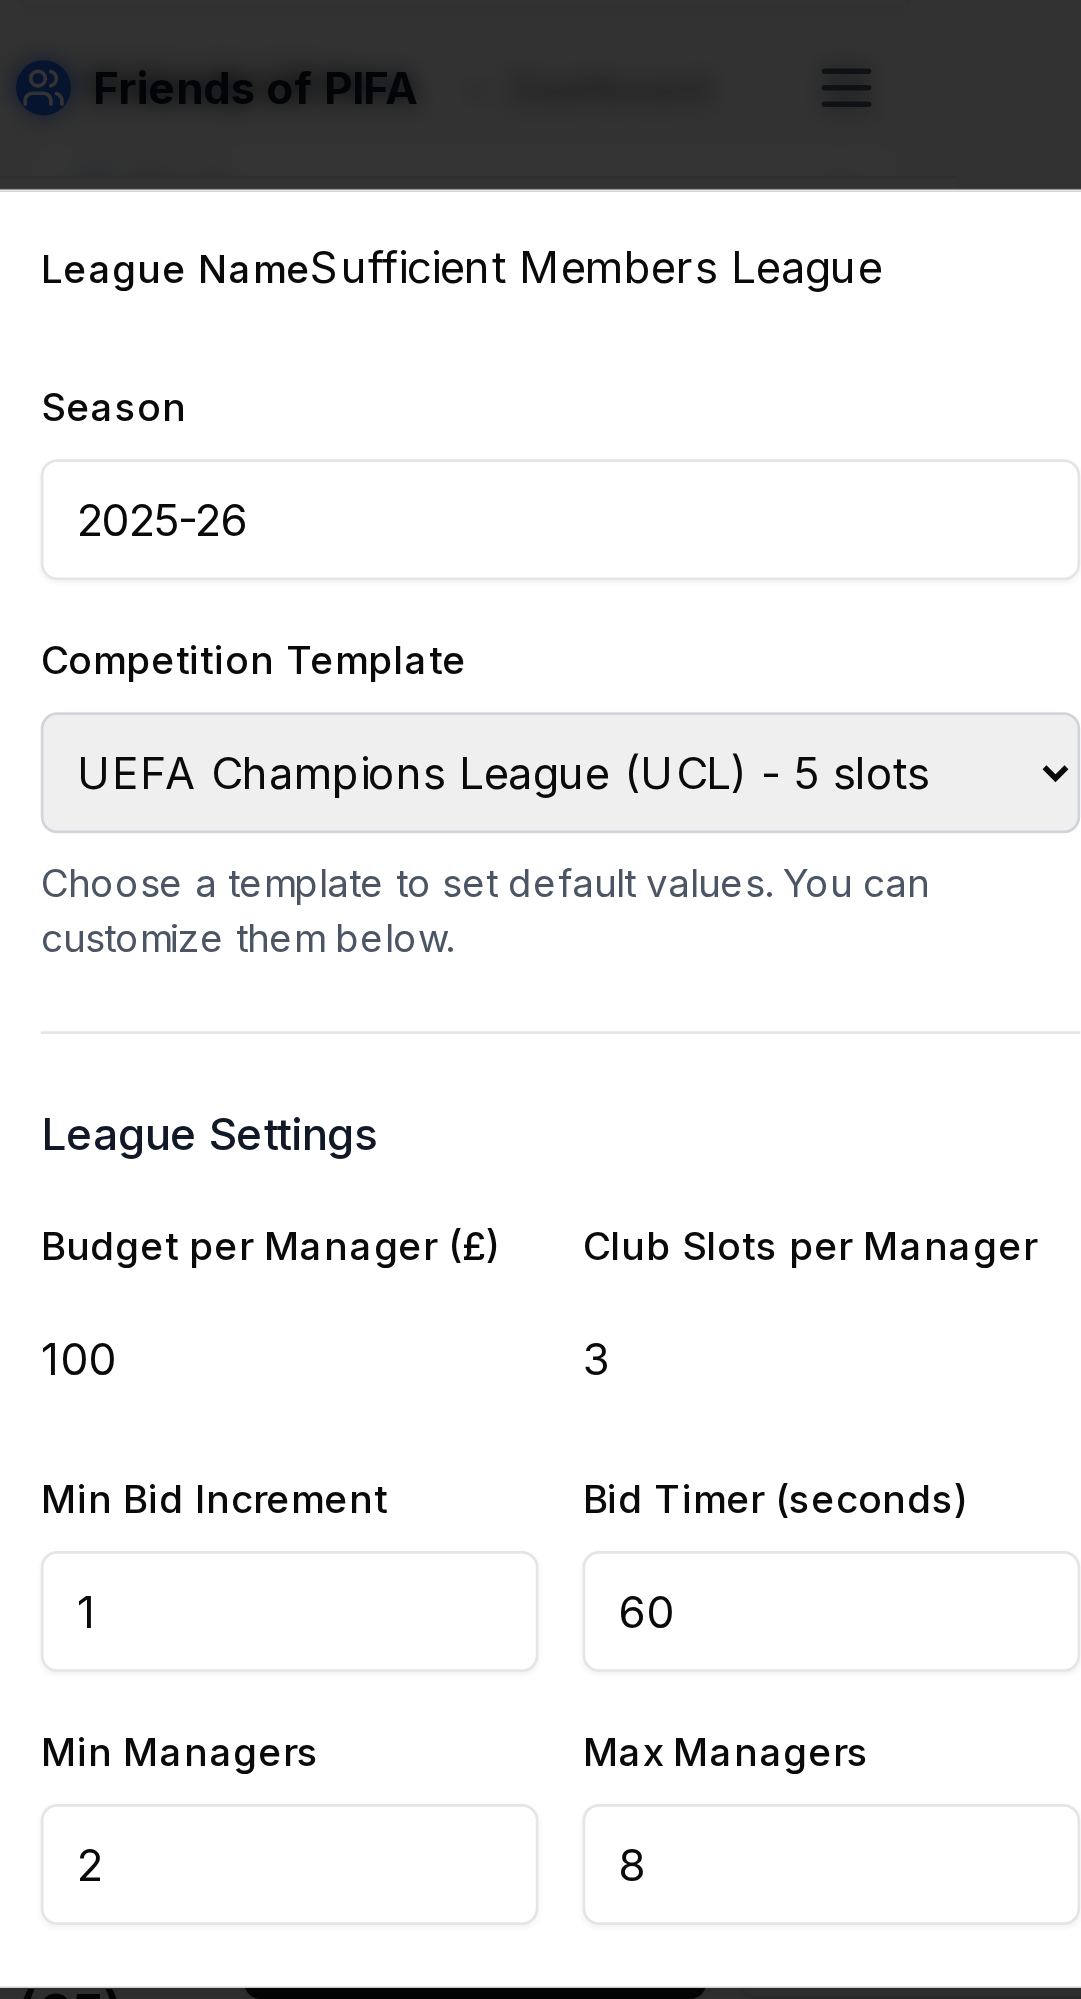 Friends of PIFA
League NameSufficient Members League
Season
2025-26
Competition Template
UEFA Champions League (UCL) - 5 slots
Choose a template to set default values. You can
customize them below.
League Settings
Budget per Manager (£) Club Slots per Manager
100 3
Min Bid Increment Bid Timer (seconds)
1 60
Min Managers Max Managers
2 8